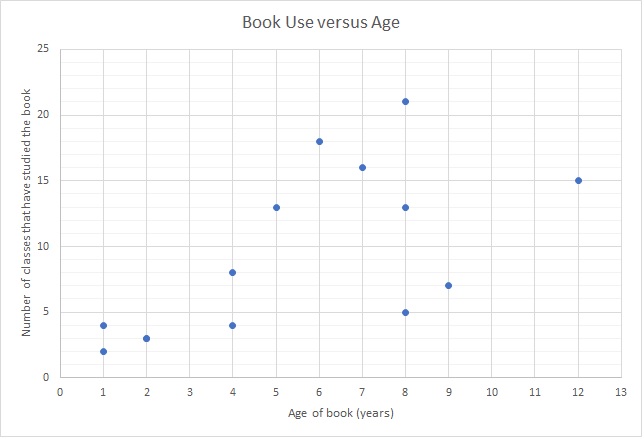 Book Use versus Age
25
20
15
10
5
0
Number of classes that have studied the book
0 1 2 3 4 5 6 7 8 9 10 11 12 13
Age of book (years)